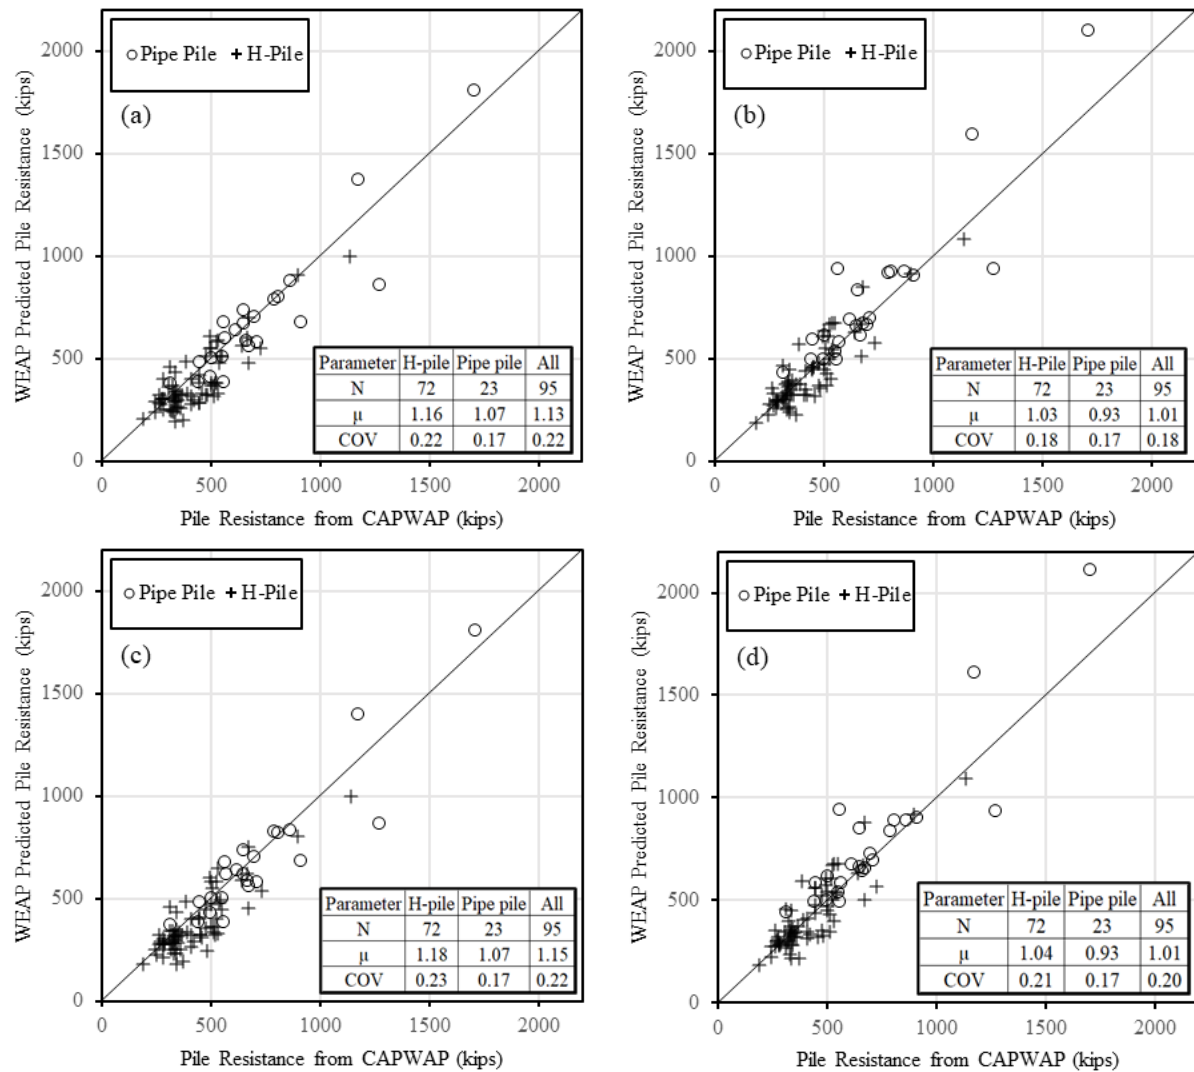 2000
1500
1000
500
0
WEAP Predicted Pile Resistance (kips)
Pipe Pile H-Pile
(a)
Parameter H-pile Pipe pile All
N 72 23 95
μ 1.16 1.07 1.13
COV 0.22 0.17 0.22
0 500 1000 1500 2000
Pile Resistance from CAPWAP (kips)
2000
1500
1000
500
0
WEAP Predicted Pile Resistance (kips)
Pipe Pile H-Pile
(b)
Parameter H-Pile Pipe pile All
N 72 23 95
μ 1.03 0.93 1.01
COV 0.18 0.17 0.18
0 500 1000 1500 2000
Pile Resistance from CAPWAP (kips)
2000
1500
1000
500
0
WEAP Predicted Pile Resistance (kips)
Pipe Pile H-Pile
(c)
Parameter H-pile Pipe pile All
N 72 23 95
μ 1.18 1.07 1.15
COV 0.23 0.17 0.22
0 500 1000 1500 2000
Pile Resistance from CAPWAP (kips)
2000
1500
1000
500
0
WEAP Predicted Pile Resistance (kips)
Pipe Pile H-Pile
(d)
Parameter H-pile Pipe pile All
N 72 23 95
μ 1.04 0.93 1.01
COV 0.21 0.17 0.20
0 500 1000 1500 2000
Pile Resistance from CAPWAP (kips)